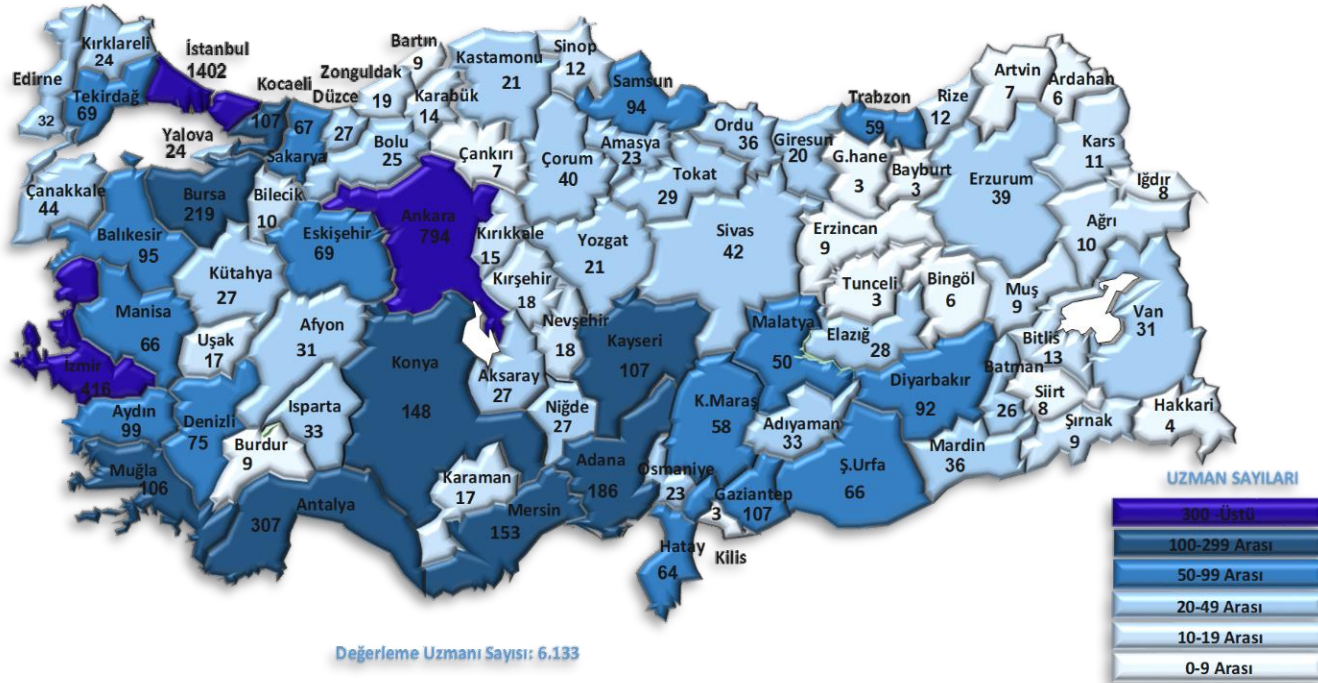 Kırklareli
24
İstanbul
1402
Edirne
32
Tekirdağ
69
Kocaeli
107
Yalova
24
Sakarya
67
Düzce
27
Zonguldak
19
Bartın
9
Karabük
14
Kastamonu
21
Sinop
12
Samsun
94
Bolu
25
Çankırı
7
Çorum
40
Amasya
23
Ordu
36
Tokat
29
Giresun
20
Trabzon
59
Rize
12
Artvin
7
Ardahan
6
Kars
11
Iğdır
8
G.hane
3
Bayburt
3
Erzurum
39
Ağrı
10
Çanakkale
44
Bursa
219
Bilecik
10
Balıkesir
95
Eskişehir
69
Ankara
794
Kırıkkale
15
Yozgat
21
Sivas
42
Erzincan
9
Tunceli
3
Bingöl
6
Muş
9
Van
31
Kütahya
27
Manisa
66
Uşak
17
Afyon
31
Kırşehir
18
Nevşehir
18
Kayseri
107
Malatya
50
Elazığ
28
Bitlis
13
İzmir
416
Aydın
99
Denizli
75
Isparta
33
Burdur
9
Konya
148
Aksaray
27
Niğde
27
K.Maraş
58
Adıyaman
33
Diyarbakır
92
Batman
26
Siirt
8
Şırnak
9
Hakkari
4
Mardin
36
Ş.Urfa
66
Muğla
106
Antalya
307
Karaman
17
Mersin
153
Adana
186
Osmaniye
23
Gaziantep
107
Kilis
3
Hatay
64
UZMAN SAYILARI
300 -Üstü
100-299 Arası
50-99 Arası
20-49 Arası
10-19 Arası
0-9 Arası
Değerleme Uzmanı Sayısı: 6.133